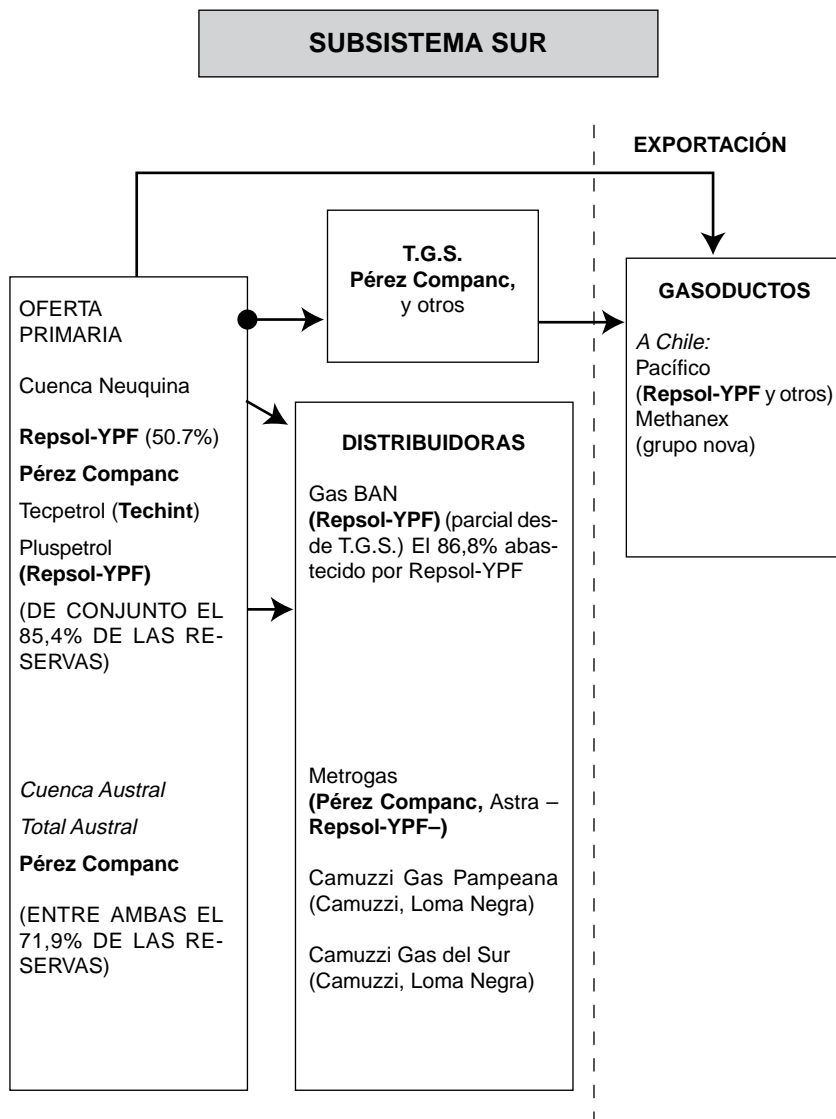 SUBSISTEMA SUR
EXPORTACIÓN
OFERTA
PRIMARIA
Cuenca Neuquina
Repsol-YPF (50.7%)
Pérez Companc
Tecpetrol (Techint)
Pluspetrol
(Repsol-YPF)
(DE CONJUNTO EL
85,4% DE LAS RE-
SERVAS)
Cuenca Austral
Total Austral
Pérez Companc
(ENTRE AMBAS EL
71,9% DE LAS RE-
SERVAS)
T.G.S.
Pérez Companc,
y otros
DISTRIBUIDORAS
Gas BAN
(Repsol-YPF) (parcial des-
de T.G.S.) El 86,8% abas-
tecido por Repsol-YPF
Metrogas
(Pérez Companc, Astra –
Repsol-YPF–)
Camuzzi Gas Pampeana
(Camuzzi, Loma Negra)
Camuzzi Gas del Sur
(Camuzzi, Loma Negra)
GASODUCTOS
A Chile:
Pacífico
(Repsol-YPF y otros)
Methanex
(grupo nova)